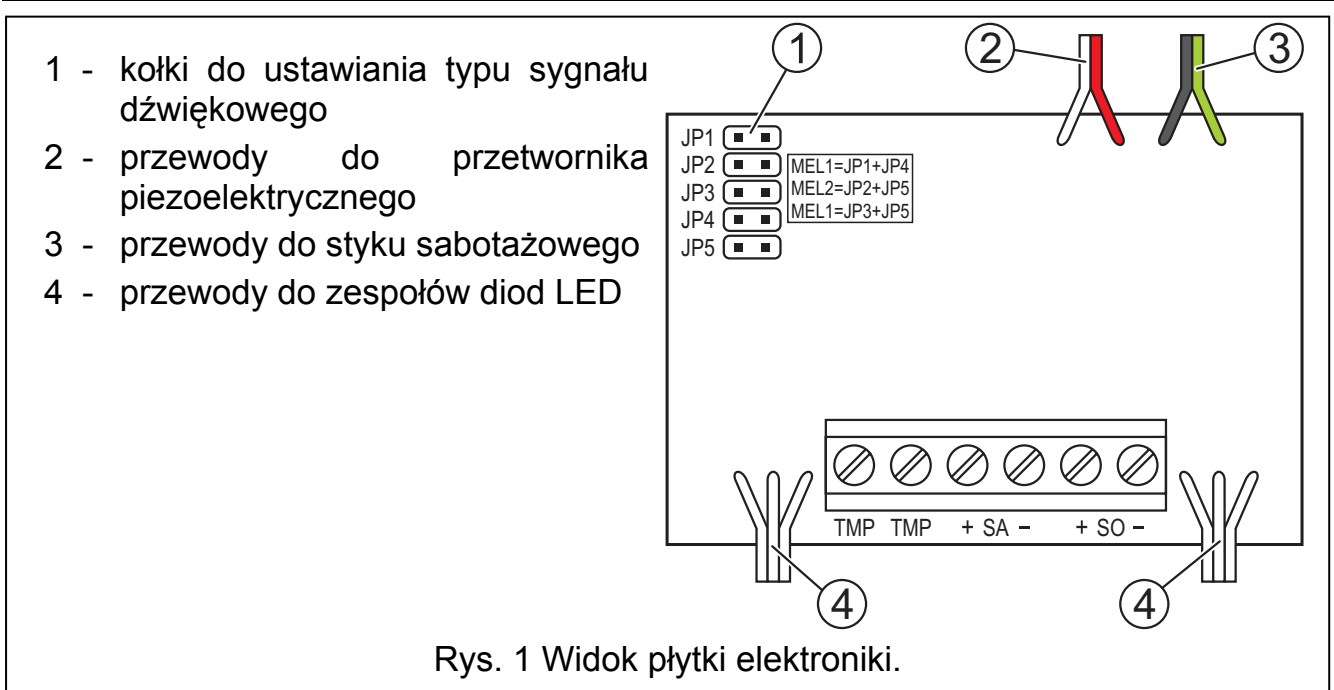 1 - kołki do ustawiania typu sygnału
dźwiękowego
2 - przewody do przetwornika
piezoelektrycznego
3 - przewody do styku sabotażowego
4 - przewody do zespołów diod LED
1
2
3
JP1
JP2
JP3
JP4
JP5
MEL1=JP1+JP4
MEL2=JP2+JP5
MEL1=JP3+JP5
TMP TMP + SA − + SO −
4
4
Rys. 1 Widok płytki elektroniki.